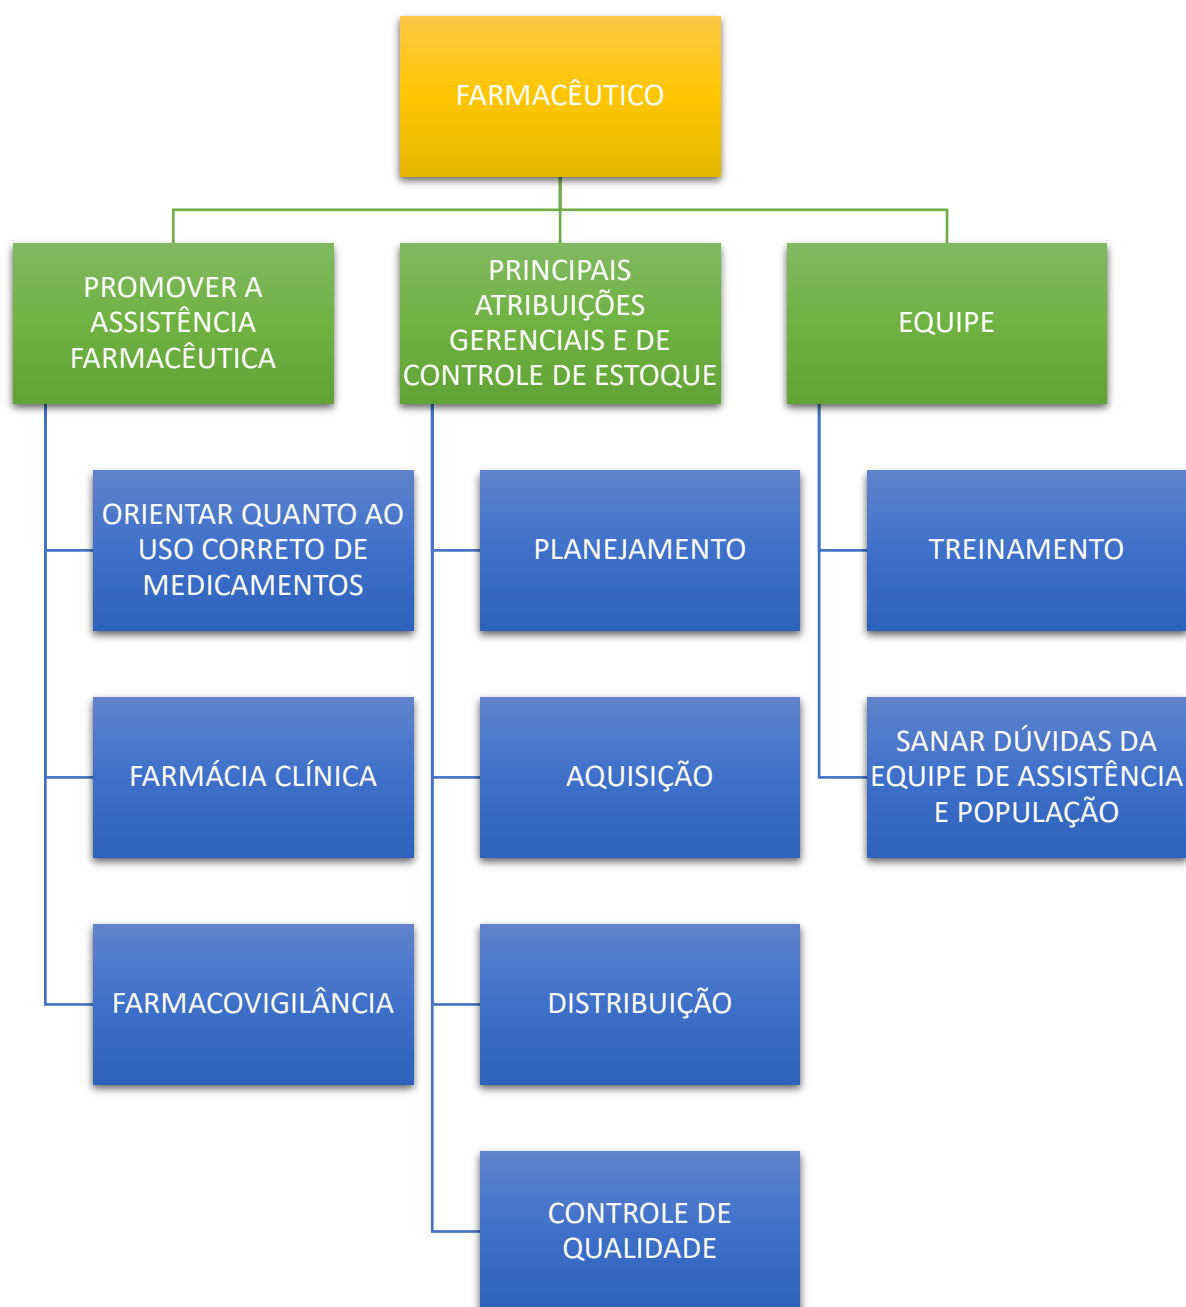 FARMACÊUTICO
PROMOVER A
ASSISTÊNCIA
FARMACÊUTICA
PRINCIPAIS
ATRIBUIÇÕES
GERENCIAIS E DE
CONTROLE DE ESTOQUE
EQUIPE
ORIENTAR QUANTO AO
USO CORRETO DE
MEDICAMENTOS
FARMÁCIA CLÍNICA
FARMACOVIGILÂNCIA
PLANEJAMENTO
AQUISIÇÃO
DISTRIBUIÇÃO
CONTROLE DE
QUALIDADE
TREINAMENTO
SANAR DÚVIDAS DA
EQUIPE DE ASSISTÊNCIA
E POPULAÇÃO